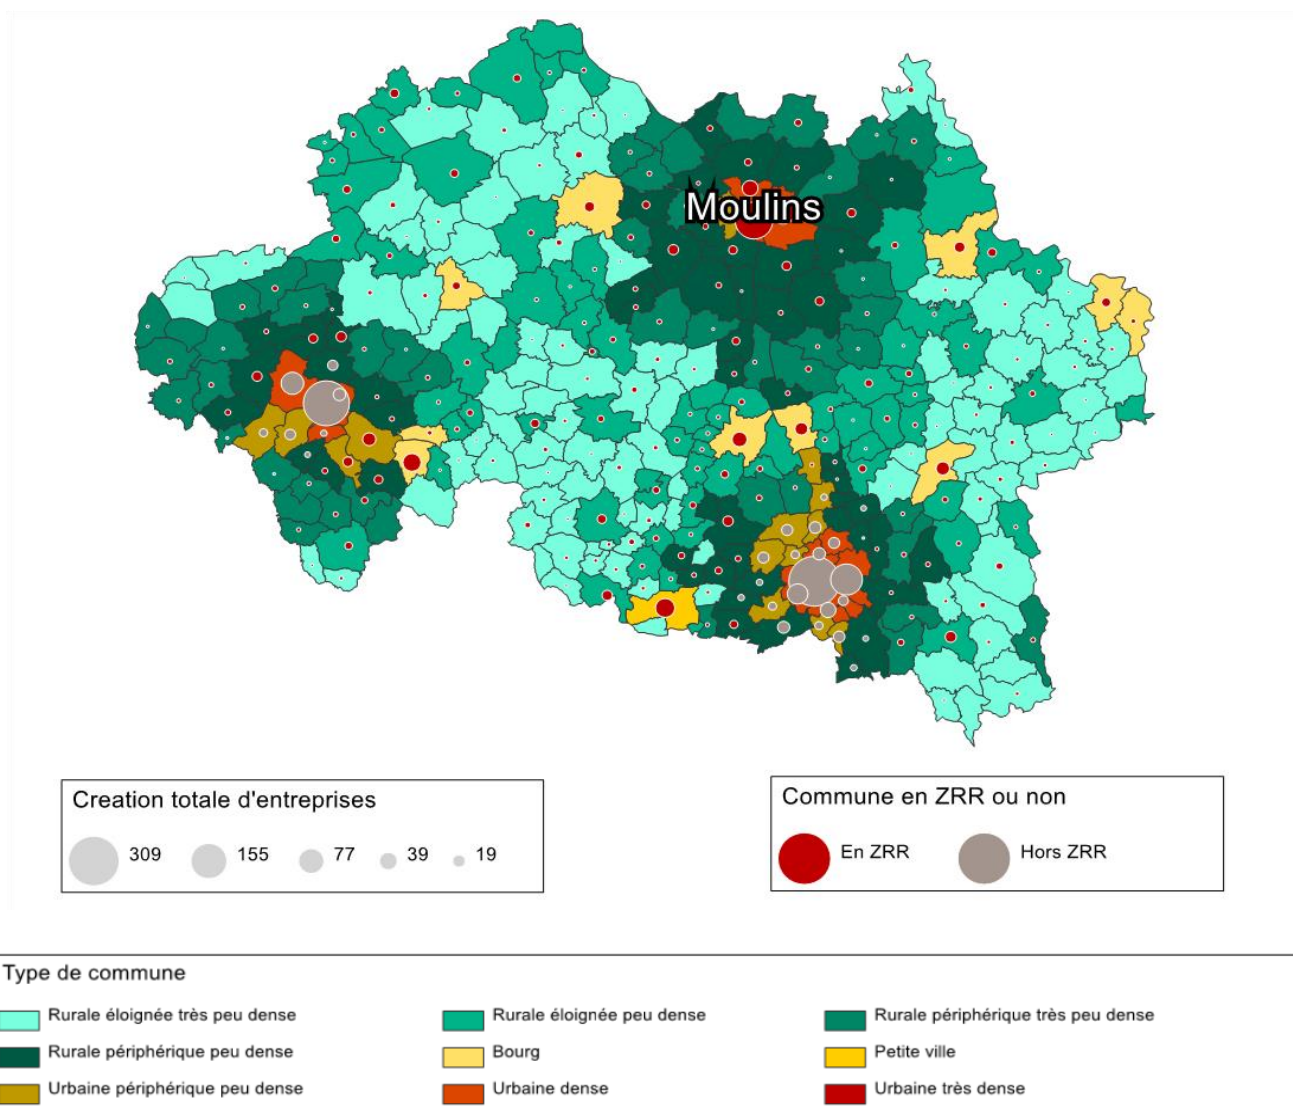 Moulins
Creation totale d'entreprises
309 155 77 39 19
Commune en ZRR ou non
En ZRR Hors ZRR
Type de commune
Rurale éloignée très peu dense Rurale éloignée peu dense Rurale périphérique très peu dense
Rurale périphérique peu dense Bourg Petite ville
Urbaine périphérique peu dense Urbaine dense Urbaine très dense